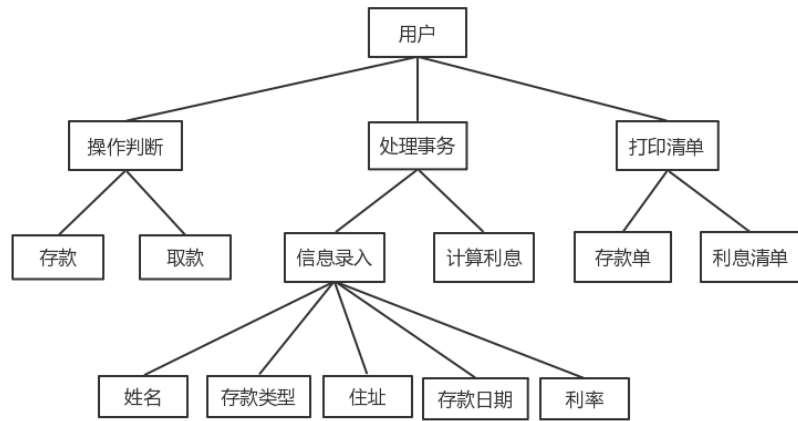 用户
操作判断
处理事务
打印清单
存款
取款
信息录入
计算利息
存款单
利息清单
姓名
存款类型
住址
存款日期
利率